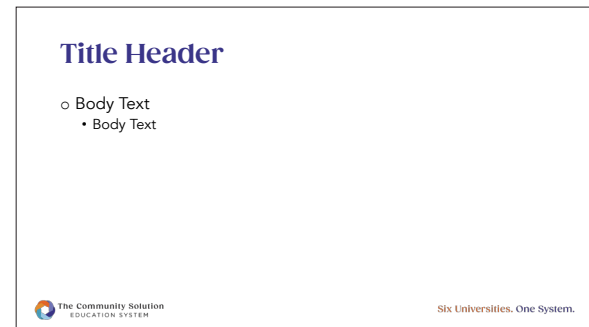 Title Header
o Body Text
• Body Text
The Community Solution
EDUCATION SYSTEM
Six Universities. One System.